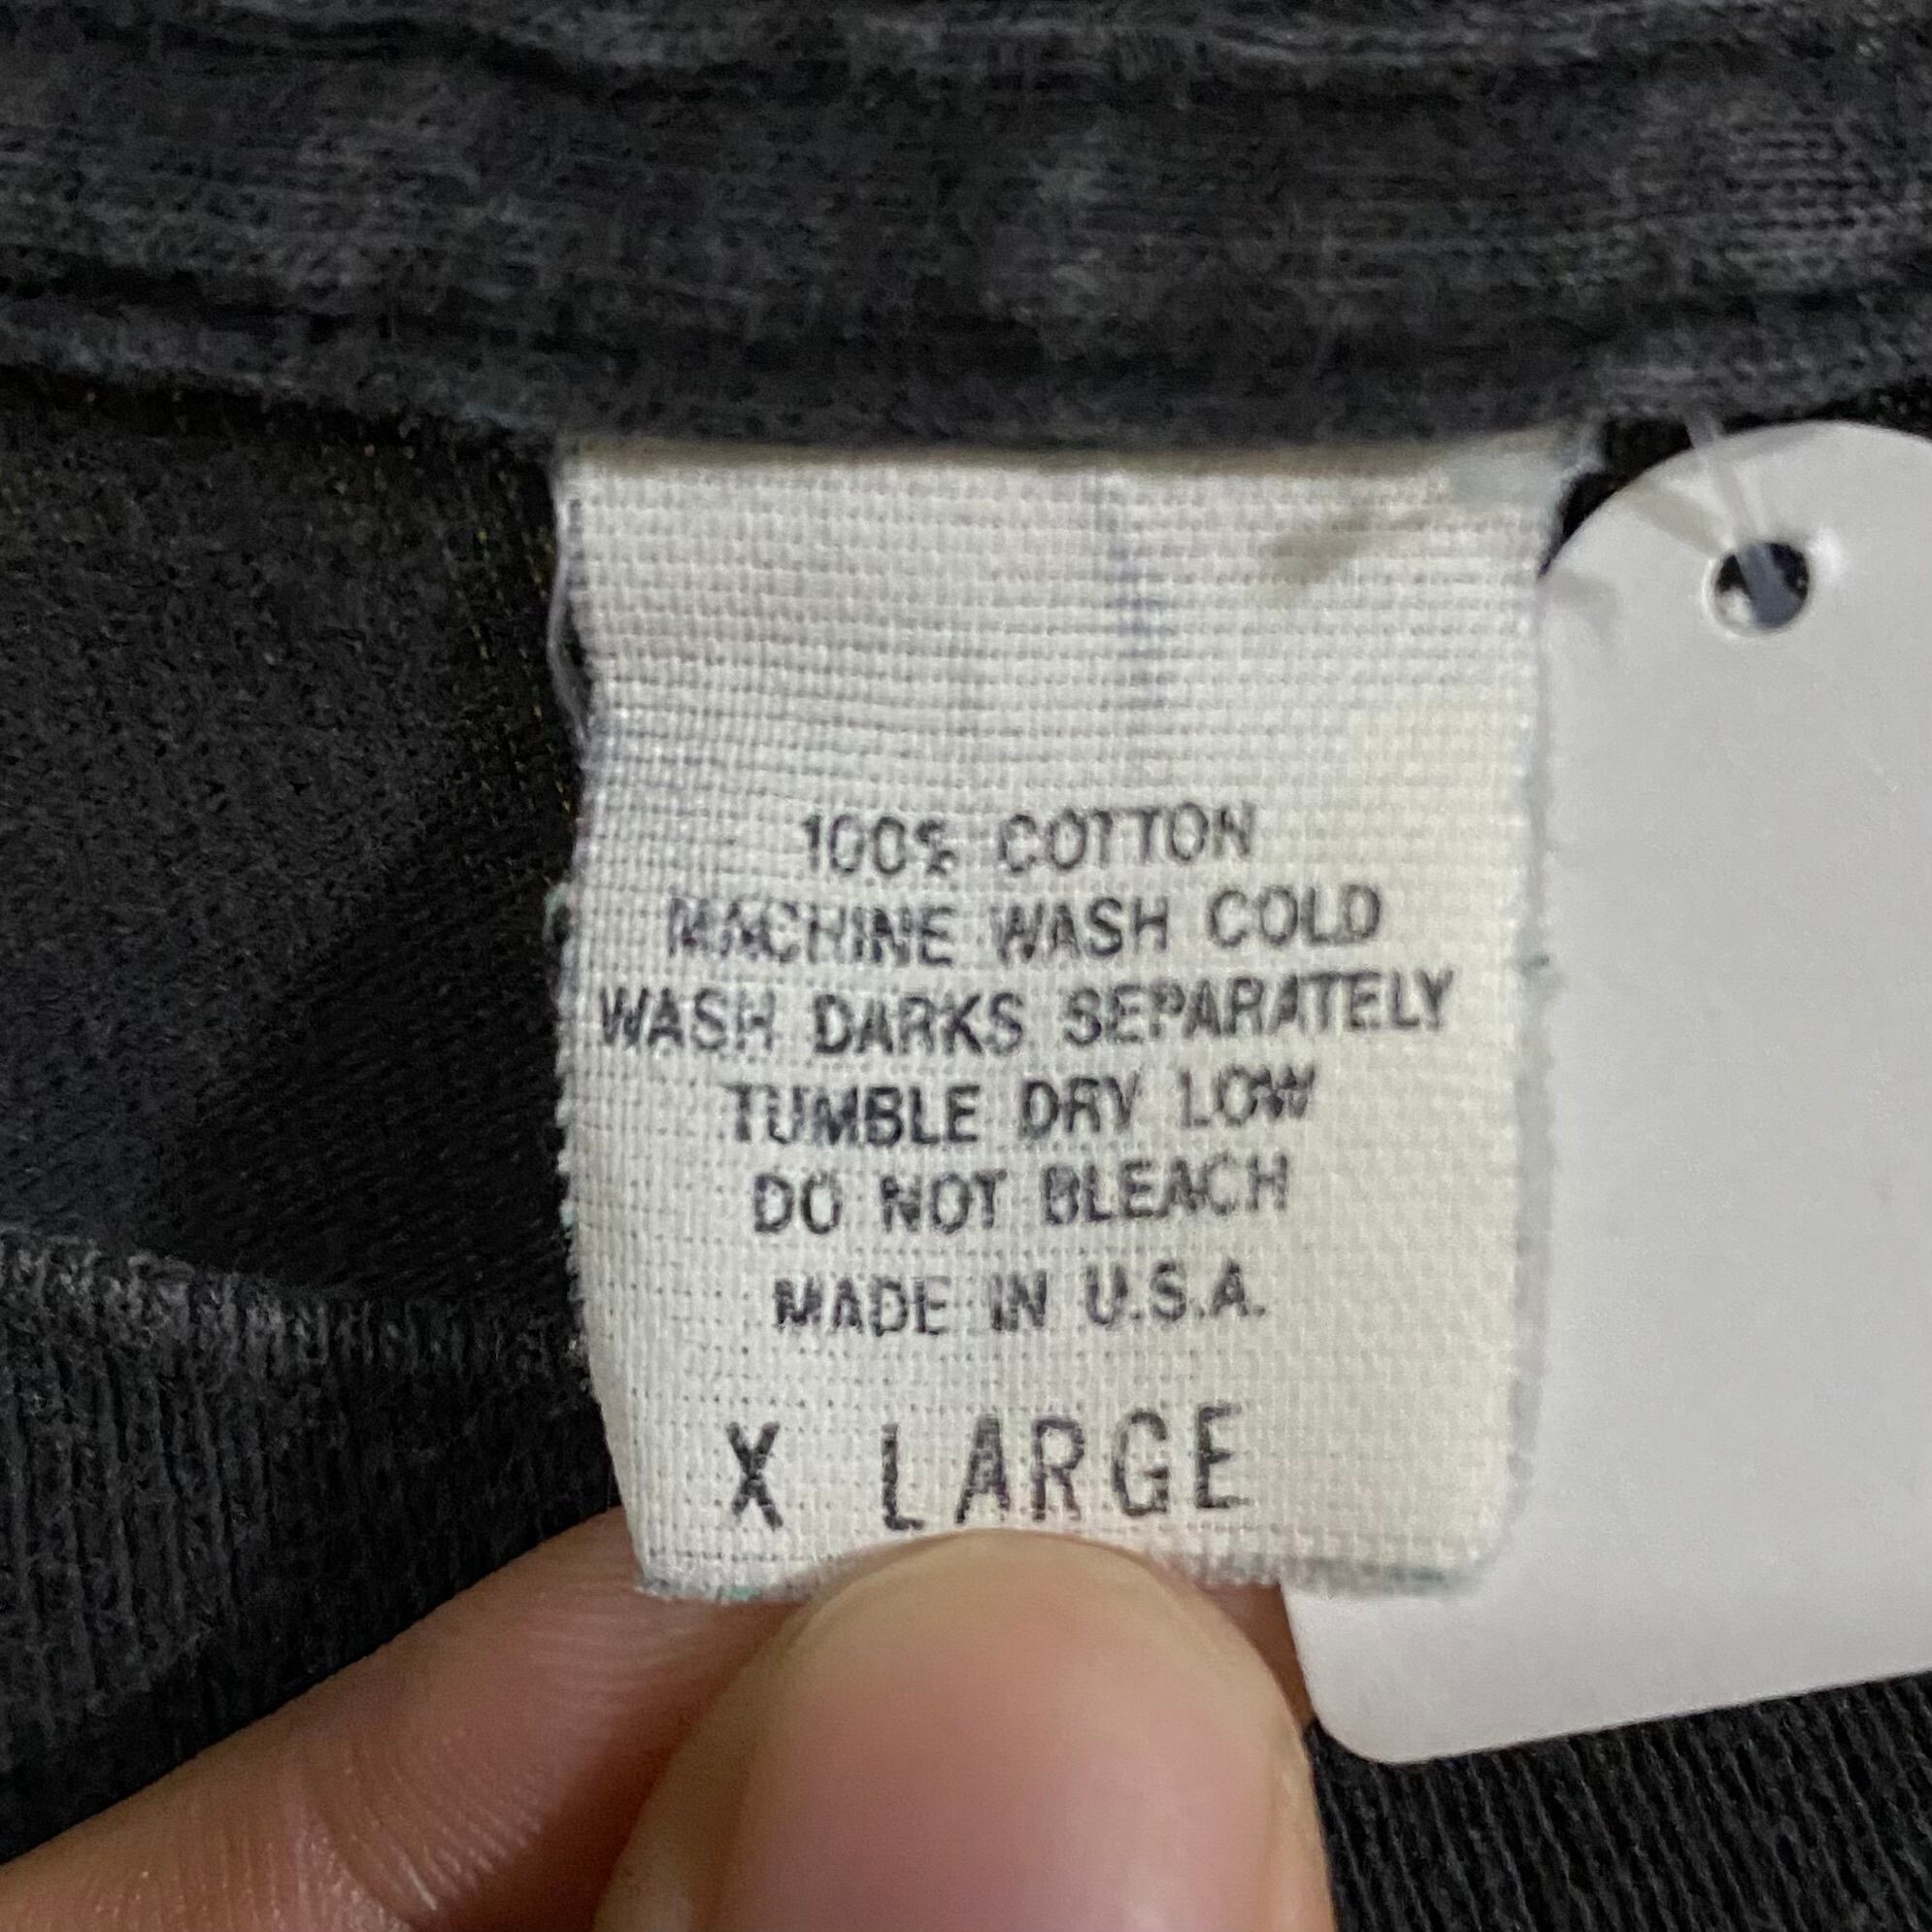 100% COTTON
MACHINE WASH COLD
WASH DARKS SEPARATELY
TUMBLE DRY LOW
DO NOT BLEACH
MADE IN U.S.A.
X LARGE